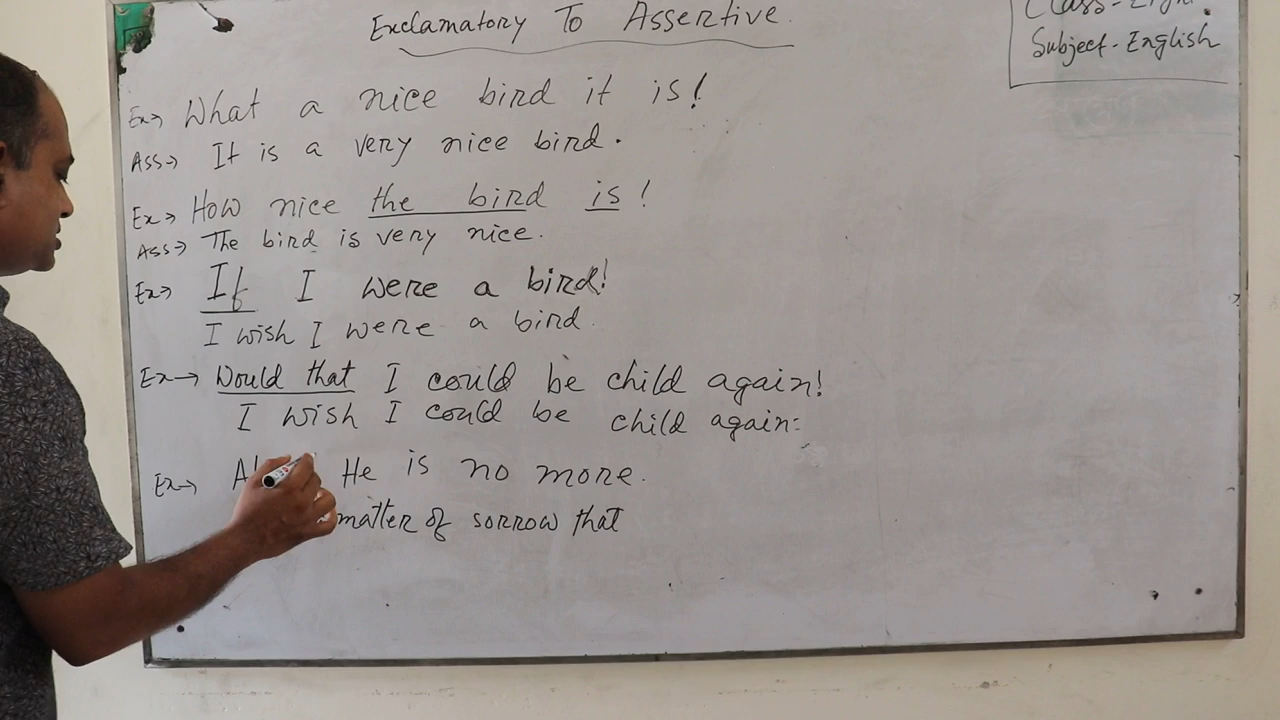 Exclamatory To Assertive.
Class-
Subject-English
Ex→ What a nice bird it is!
Ass→ It is a very nice bird.
Ex→ How nice the bird is!
Ass→ The bird is very nice.
Ex→ If I were a bird!
I wish I were a bird.
Ex→ Would that I could be child again!
I wish I could be child again.
Ex→ He is no more.
matter of sorrow that